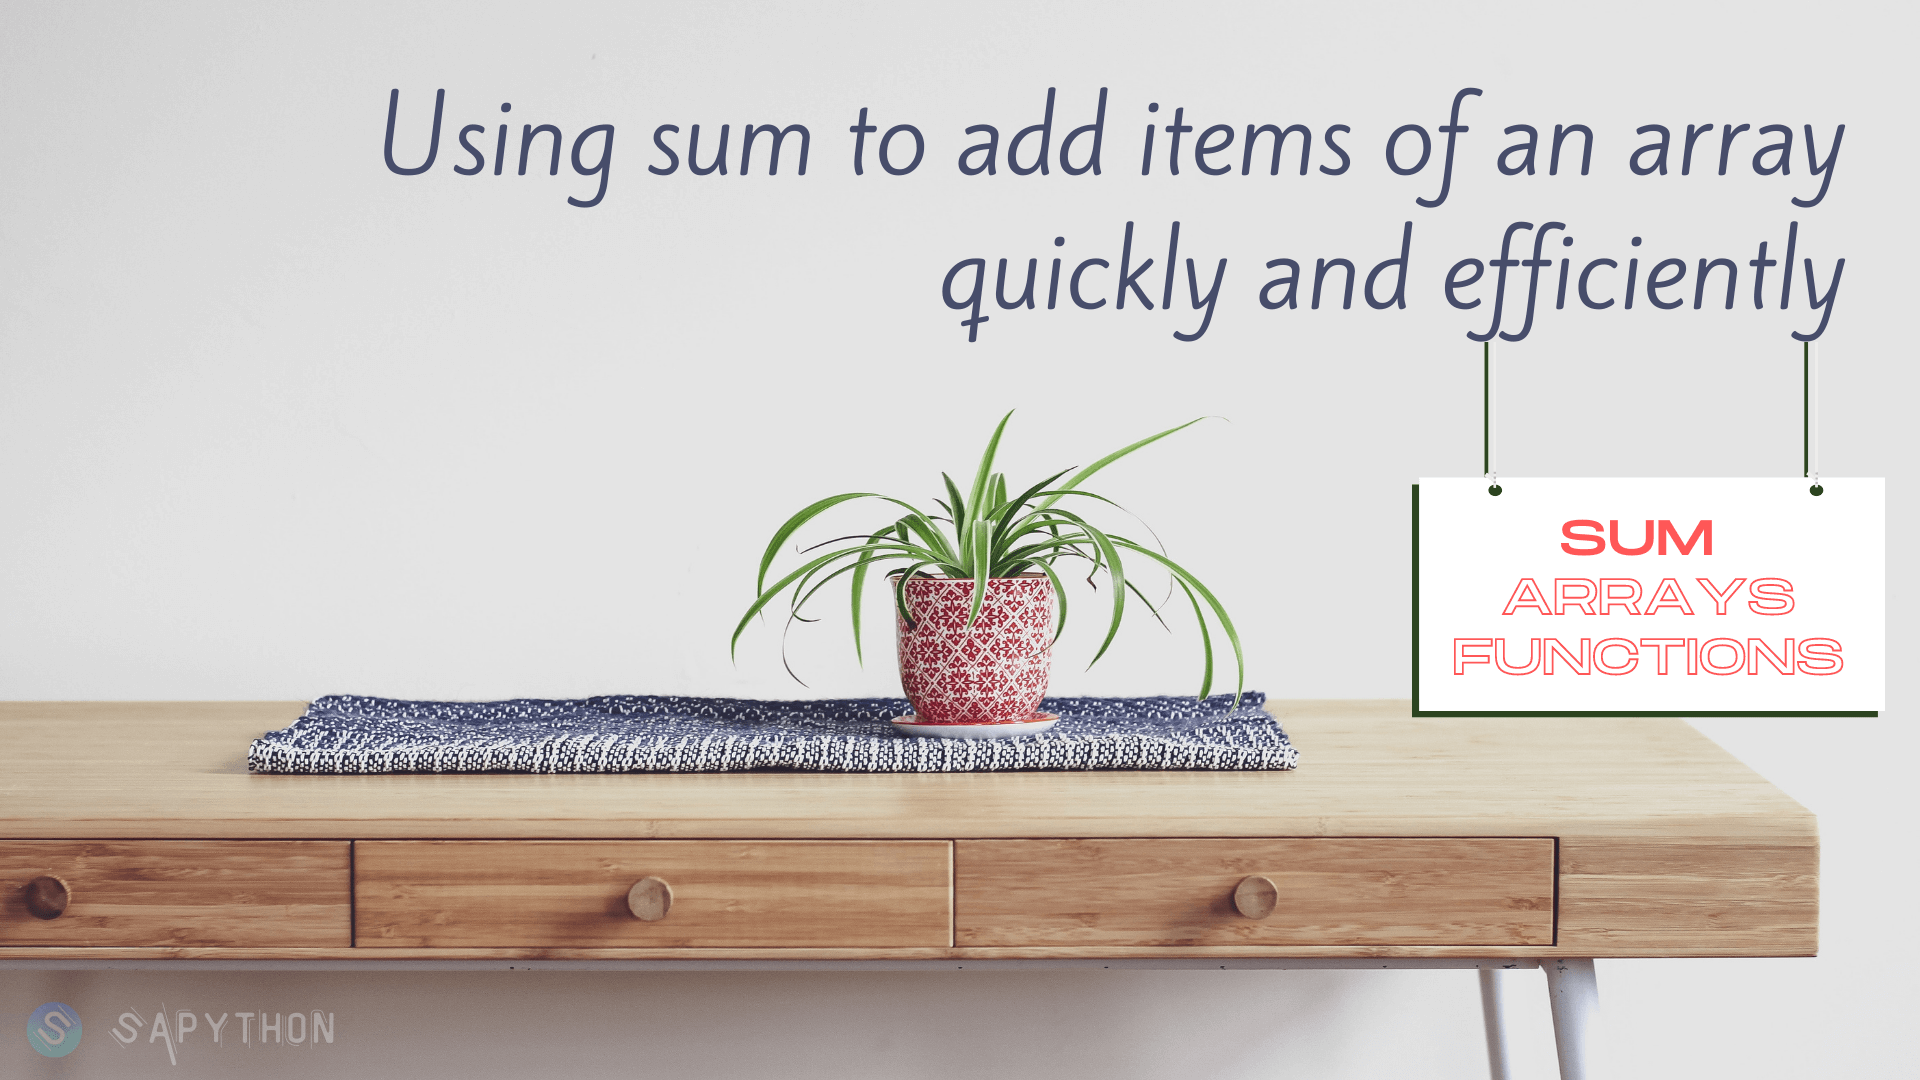 Using sum to add items of an array
quickly and efficiently
SUM
ARRAYS
FUNCTIONS
S SAPYTHON